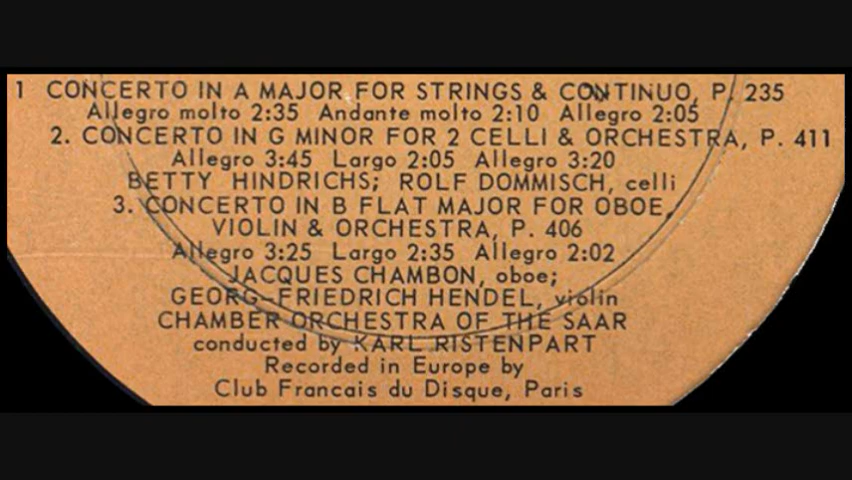 1 CONCERTO IN A MAJOR FOR STRINGS & CONTINUO, P. 235
Allegro molto 2:35 Andante molto 2:10 Allegro 2:05
2. CONCERTO IN G MINOR FOR 2 CELLI & ORCHESTRA, P. 411
Allegro 3:45 Largo 2:05 Allegro 3:20
BETTY HINDRICHS; ROLF DOMMISCH, celli
3. CONCERTO IN B FLAT MAJOR FOR OBOE,
VIOLIN & ORCHESTRA, P. 406
Allegro 3:25 Largo 2:35 Allegro 2:02
JACQUES CHAMBON, oboe;
GEORG-FRIEDRICH HENDEL, violin
CHAMBER ORCHESTRA OF THE SAAR
conducted by KARL RISTENPART
Recorded in Europe by
Club Francais du Disque, Paris